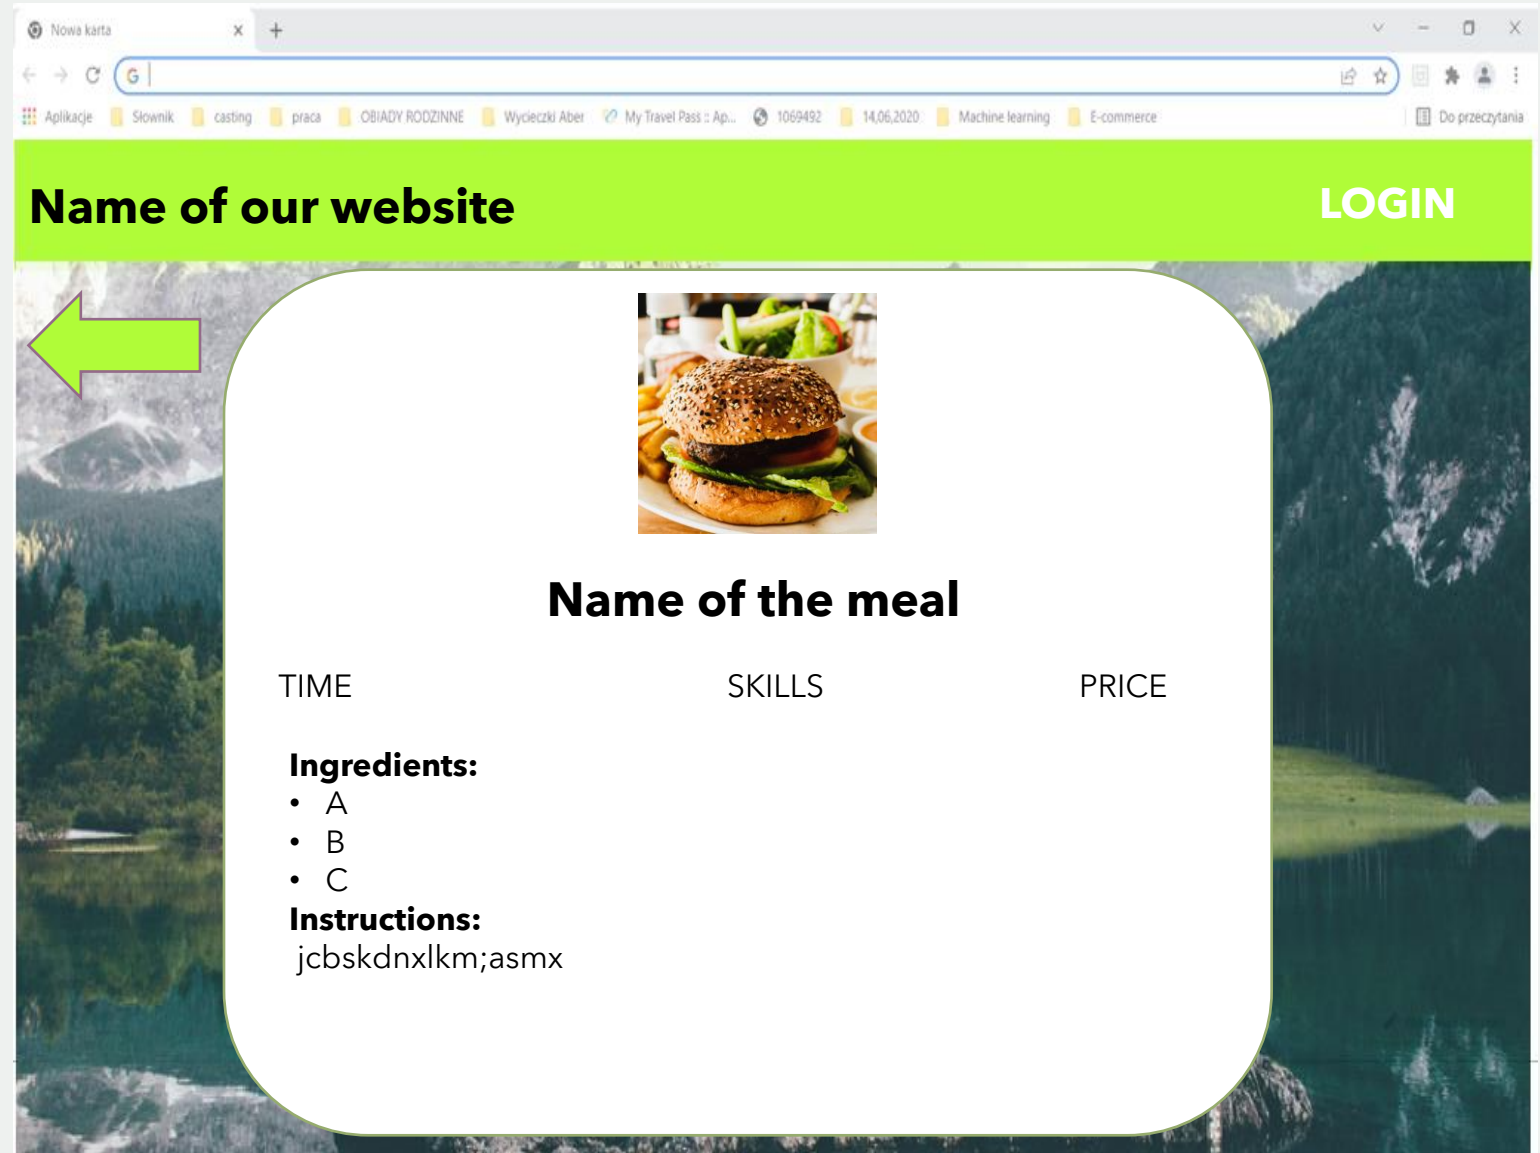 Nowa karta
G
Aplikacje Słownik casting praca OBIADY RODZINNE Wycieczki Aber My Travel Pass :: Ap... 1069492 14,06,2020 Machine learning E-commerce Do przeczytania
Name of our website LOGIN
Name of the meal
TIME SKILLS PRICE
Ingredients:
• A
• B
• C
Instructions:
jcbskdnxlkm;asmx